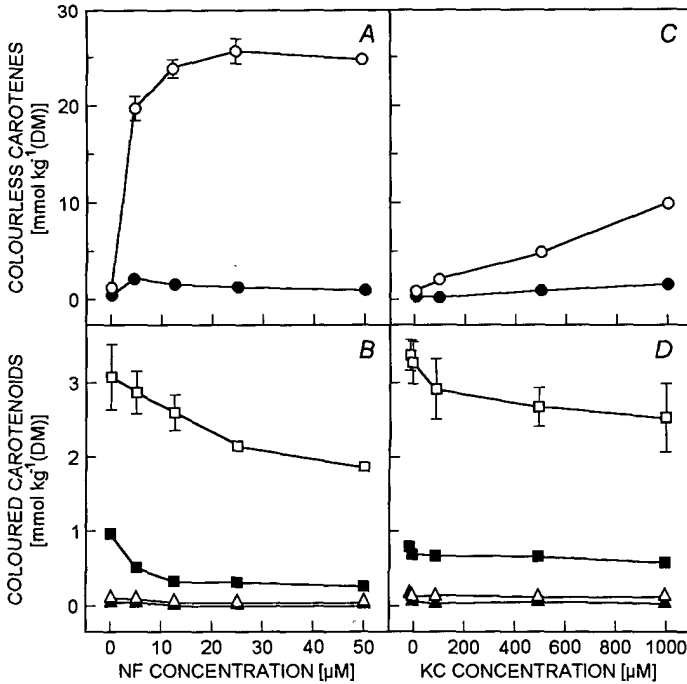 COLOURLESS CAROTENES
[mmol kg⁻¹(DM)]
30
20
10
0
A
C
COLOURED CAROTENOIDS
[mmol kg⁻¹(DM)]
3
2
1
0
B
D
0 10 20 30 40 50
NF CONCENTRATION [µM]
0 200 400 600 800 1000
KC CONCENTRATION [µM]